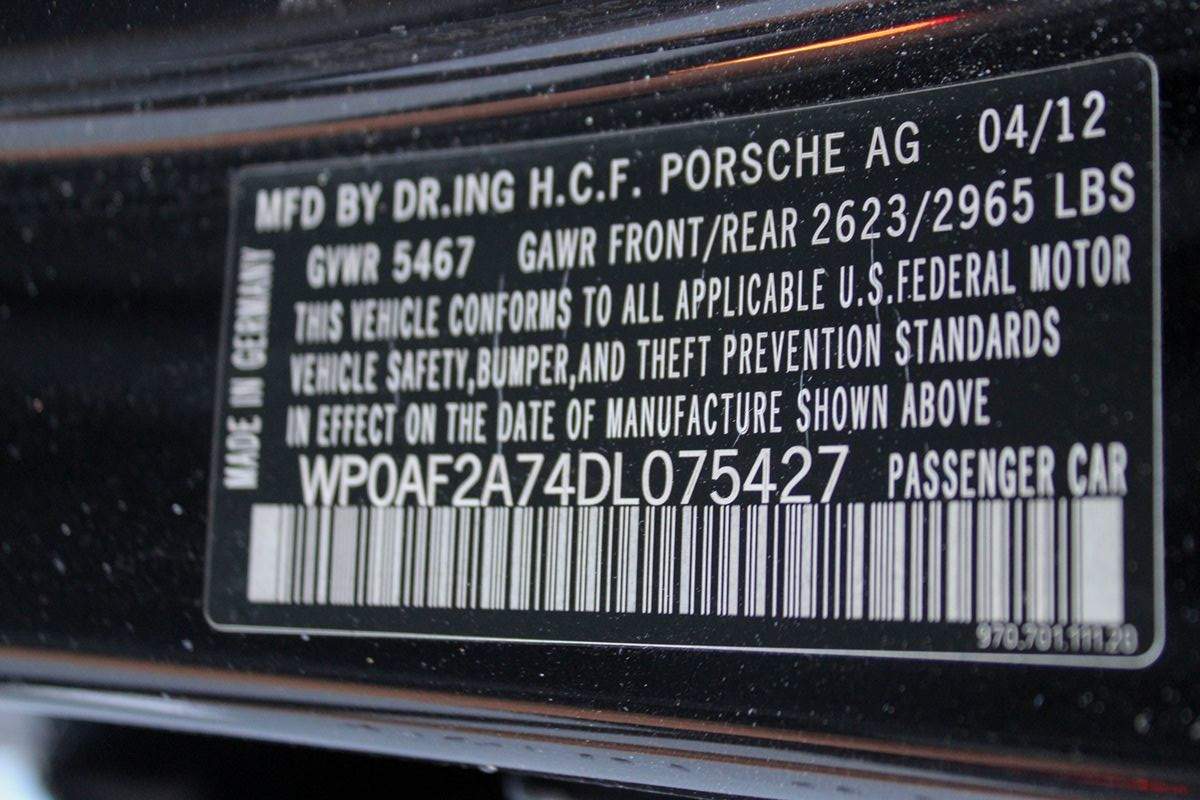 MFD BY DR.ING H.C.F. PORSCHE AG 04/12
GVWR 5467 GAWR FRONT/REAR 2623/2965 LBS
THIS VEHICLE CONFORMS TO ALL APPLICABLE U.S.FEDERAL MOTOR
VEHICLE SAFETY,BUMPER,AND THEFT PREVENTION STANDARDS
IN EFFECT ON THE DATE OF MANUFACTURE SHOWN ABOVE
WP0AF2A74DL075427 PASSENGER CAR
MADE IN GERMANY
970.701.111.20